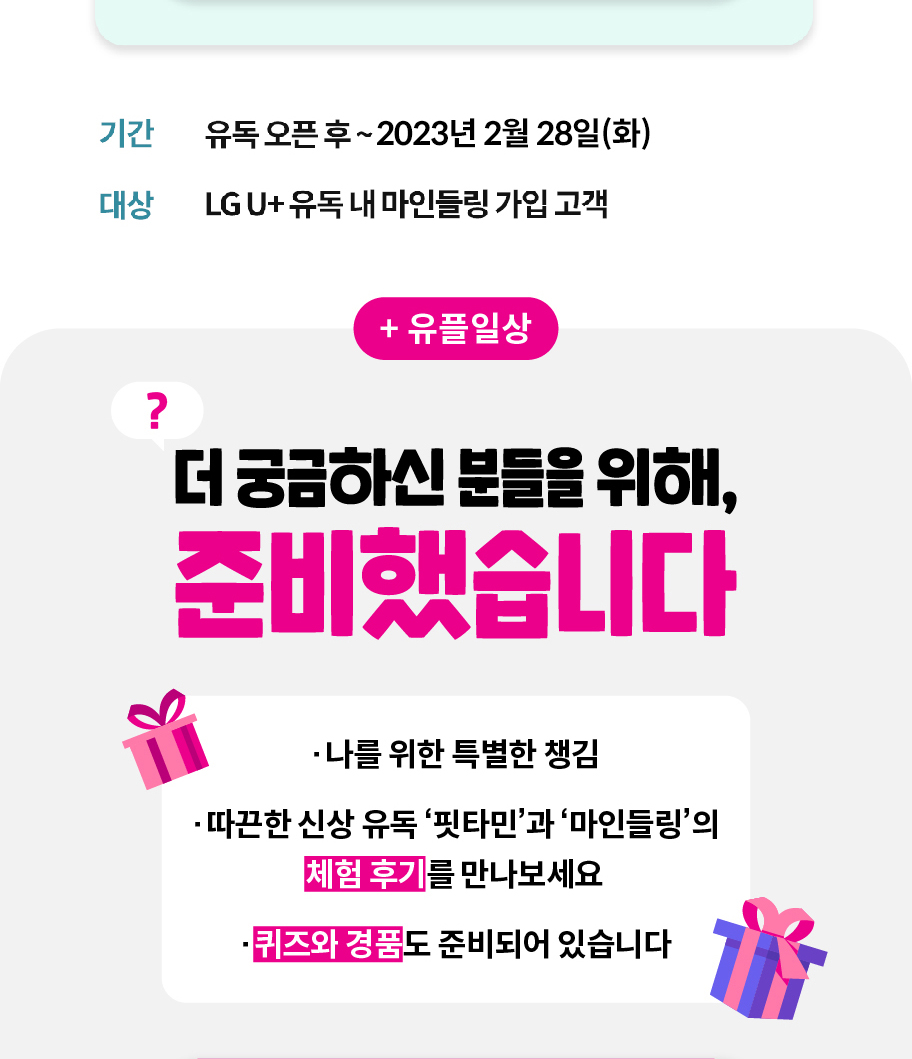 기간 유독 오픈 후 ~ 2023년 2월 28일(화)
대상 LG U+ 유독 내 마인들링 가입 고객
+ 유플일상
?
더 궁금하신 분들을 위해,
준비했습니다
· 나를 위한 특별한 챙김
· 따끈한 신상 유독 ‘핏타민’과 ‘마인들링’의
체험 후기를 만나보세요
· 퀴즈와 경품도 준비되어 있습니다